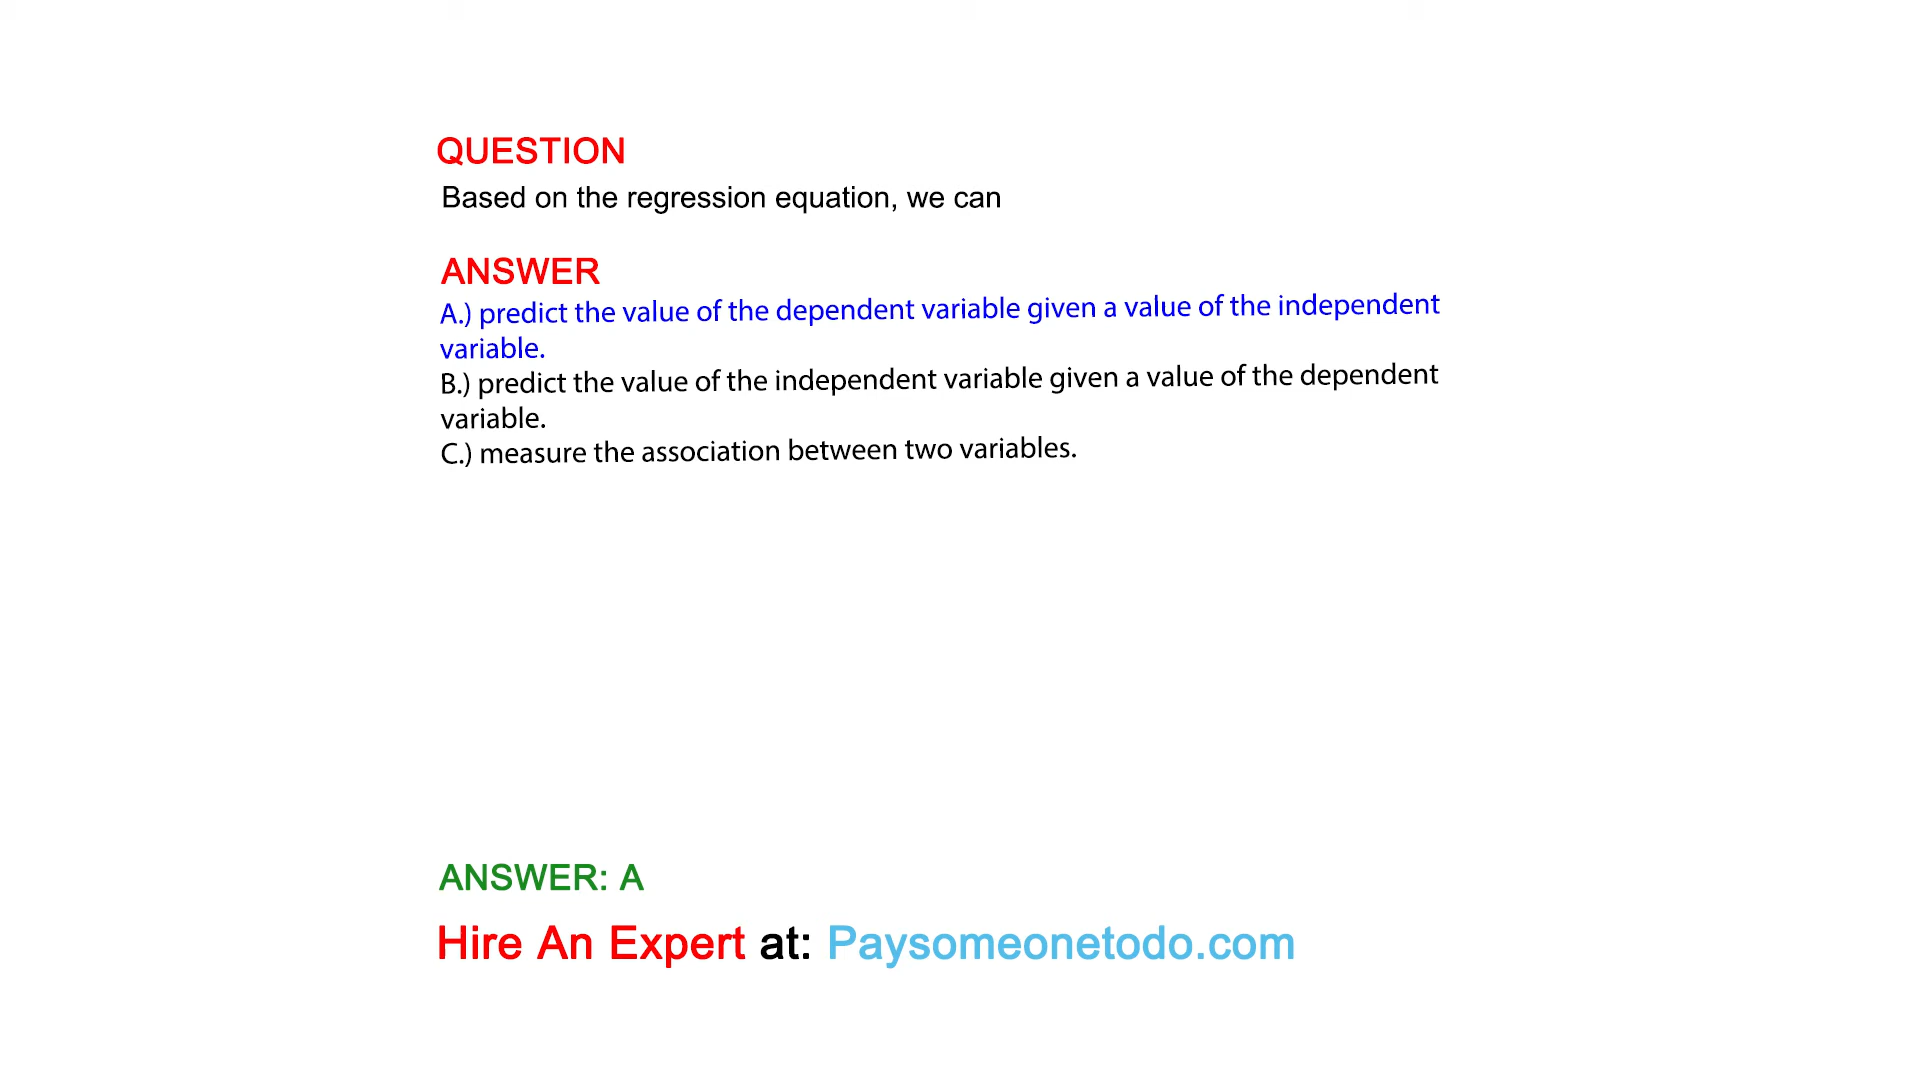 QUESTION
Based on the regression equation, we can
ANSWER
A.) predict the value of the dependent variable given a value of the independent
variable.
B.) predict the value of the independent variable given a value of the dependent
variable.
C.) measure the association between two variables.
ANSWER: A
Hire An Expert at: Paysomeonetodo.com